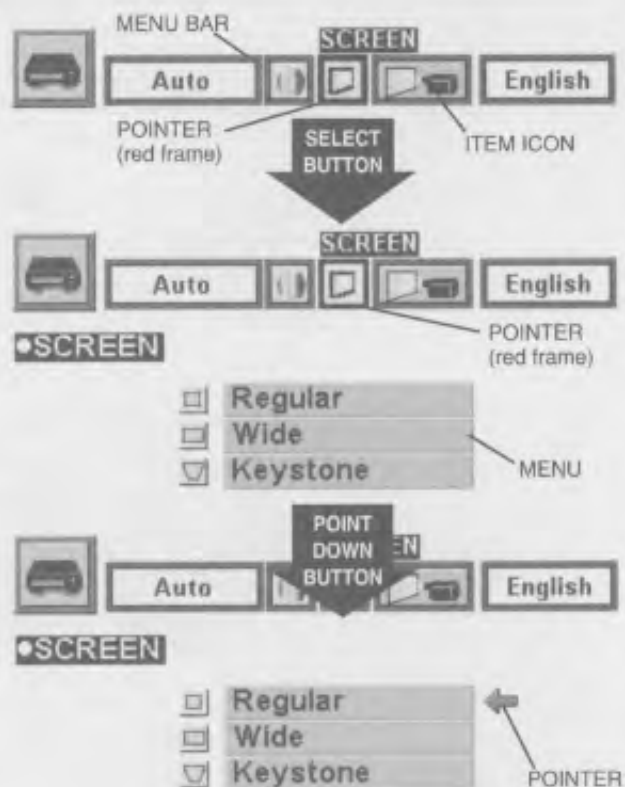 MENU BAR
SCREEN
Auto
English
POINTER
(red frame)
SELECT
BUTTON
ITEM ICON
SCREEN
Auto
English
POINTER
(red frame)
●SCREEN
Regular
Wide
Keystone
MENU
POINT
DOWN
BUTTON
EN
Auto
English
●SCREEN
Regular
Wide
Keystone
POINTER